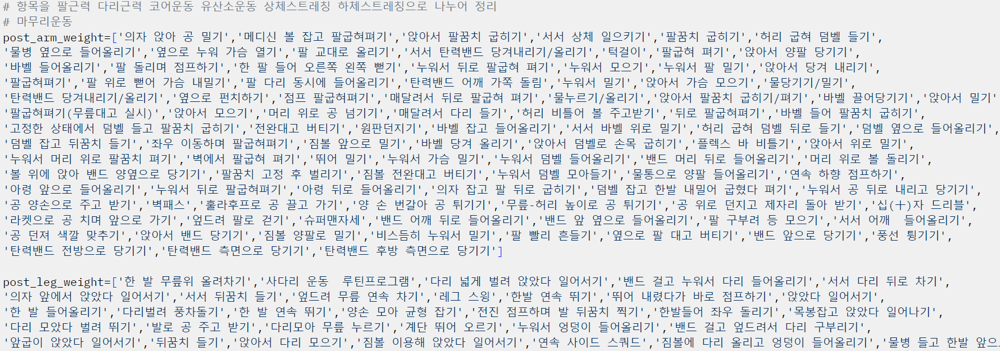 # 항목을 팔근력 다리근력 코어운동 유산소운동 상체스트레칭 하체스트레칭으로 나누어 정리
# 마무리운동
post_arm_weight=['의자 앉아 공 밀기','메디신 볼 잡고 팔굽혀펴기','앉아서 팔꿈치 굽히기','서서 상체 일으키기','팔꿈치 굽히기','허리 굽혀 덤벨 들기',
'물병 옆으로 들어올리기','옆으로 누워 가슴 열기','팔 교대로 올리기','서서 탄력밴드 당겨내리기/올리기','턱걸이','팔굽혀 펴기','앉아서 양팔 당기기',
'바벨 들어올리기','팔 돌리며 점프하기','한 팔 들어 오른쪽 왼쪽 뻗기','누워서 뒤로 팔굽혀 펴기','누워서 모으기','누워서 팔 밀기','앉아서 당겨 내리기',
'팔굽혀펴기','팔 위로 뻗어 가슴 내밀기','팔 다리 동시에 들어올리기','탄력밴드 어깨 가쪽 돌림','누워서 밀기','앉아서 가슴 모으기','물당기기/밀기',
'탄력밴드 당겨내리기/올리기','옆으로 펀치하기','점프 팔굽혀펴기','매달려서 뒤로 팔굽혀 펴기','물누르기/올리기','앉아서 팔꿈치 굽히기/펴기','바벨 끌어당기기','앉아서 밀기'
'팔굽혀펴기(무릎대고 실시)','앉아서 모으기','머리 위로 공 넘기기','매달려서 다리 들기','허리 비틀어 볼 주고받기','뒤로 팔굽혀펴기','바벨 들어 팔꿈치 굽히기',
'고정한 상태에서 덤벨 들고 팔꿈치 굽히기','전완대고 버티기','원판던지기','바벨 잡고 들어올리기','서서 바벨 위로 밀기','허리 굽혀 덤벨 뒤로 들기','덤벨 옆으로 들어올리기',
'덤벨 잡고 뒤꿈치 들기','좌우 이동하며 팔굽혀펴기','짐볼 앞으로 밀기','바벨 당겨 올리기','앉아서 덤벨로 손목 굽히기','플렉스 바 비틀기','앉아서 위로 밀기',
'누워서 머리 위로 팔꿈치 펴기','벽에서 팔굽혀 펴기','뛰어 밀기','누워서 가슴 밀기','누워서 덤벨 들어올리기','밴드 머리 뒤로 들어올리기','머리 위로 볼 돌리기',
'볼 위에 앉아 밴드 양옆으로 당기기','팔꿈치 고정 후 벌리기','짐볼 전완대고 버티기','누워서 덤벨 모아들기','물통으로 양팔 들어올리기','연속 하향 점프하기',
'아령 앞으로 들어올리기','누워서 뒤로 팔굽혀펴기','아령 뒤로 들어올리기','의자 잡고 팔 뒤로 굽히기','덤벨 잡고 한발 내밀어 굽혔다 펴기','누워서 공 뒤로 내리고 당기기',
'공 양손으로 주고 받기','벽패스','훌라후프로 공 끌고 가기','양 손 번갈아 공 튀기기','무릎-허리 높이로 공 튀기기','공 위로 던지고 제자리 돌아 받기','십(十)자 드리블',
'라켓으로 공 치며 앞으로 가기','엎드려 팔로 걷기','슈퍼맨자세','밴드 어깨 뒤로 들어올리기','밴드 앞 옆으로 들어올리기','팔 구부려 등 모으기','서서 어깨  들어올리기',
'공 던져 색깔 맞추기','앉아서 밴드 당기기','짐볼 양팔로 밀기','비스듬히 누워서 밀기','팔 빨리 흔들기','옆으로 팔 대고 버티기','밴드 앞으로 당기기','풍선 튕기기',
'탄력밴드 전방으로 당기기','탄력밴드 측면으로 당기기','탄력밴드 후방 측면으로 당기기']
post_leg_weight=['한 발 무릎위 올려차기','사다리 운동  루틴프로그램','다리 넓게 벌려 앉았다 일어서기','밴드 걸고 누워서 다리 들어올리기','서서 다리 뒤로 차기',
'의자 앞에서 앉았다 일어서기','서서 뒤꿈치 들기','엎드려 무릎 연속 차기','레그 스윙','한발 연속 뛰기','뛰어 내렸다가 바로 점프하기','앉았다 일어서기',
'한 발 들어올리기','다리벌려 풍차돌기','한 발 연속 뛰기','양손 모아 균형 잡기','전진 점프하며 발 뒤꿈치 찍기','한발들어 좌우 돌리기','목봉잡고 앉았다 일어나기',
'다리 모았다 벌려 뛰기','발로 공 주고 받기','다리모아 무릎 누르기','계단 뛰어 오르기','누워서 엉덩이 들어올리기','밴드 걸고 엎드려서 다리 구부리기',
'앞굽이 앉았다 일어서기','뒤꿈치 들기','앉아서 다리 모으기','짐볼 이용해 앉았다 일어서기','연속 사이드 스쿼드','짐볼에 다리 올리고 엉덩이 들어올리기','물병 들고 한발 앞으